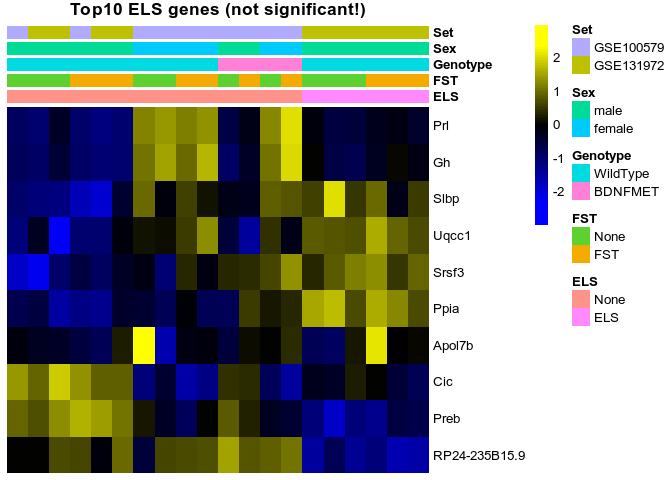 Top10 ELS genes (not significant!)
Set
Sex
Genotype
FST
ELS
Prl
Gh
Slbp
Uqcc1
Srsf3
Ppia
Apol7b
Cic
Preb
RP24-235B15.9
2
1
0
-1
-2
Set
GSE100579
GSE131972
Sex
male
female
Genotype
WildType
BDNFMET
FST
None
FST
ELS
None
ELS